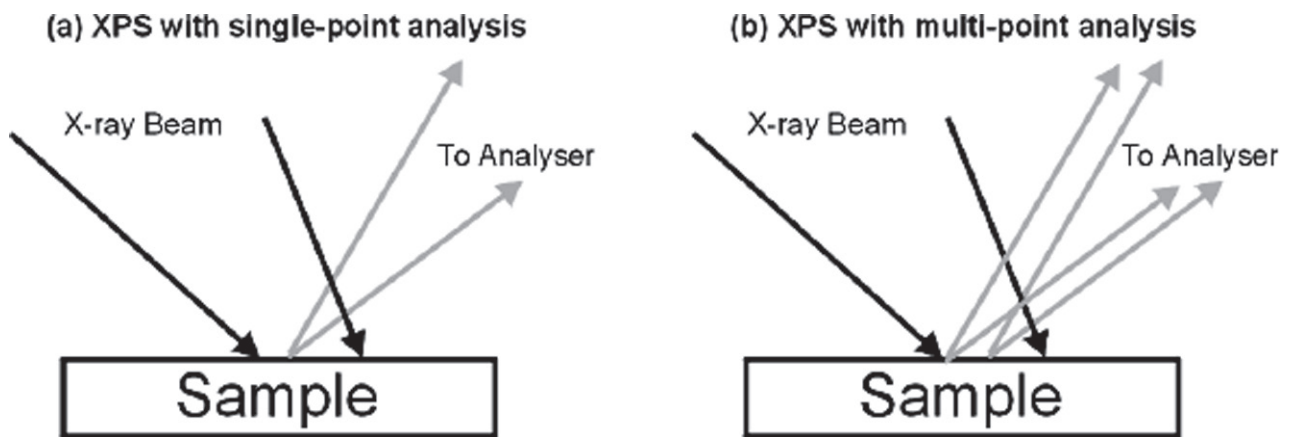 (a) XPS with single-point analysis
X-ray Beam
To Analyser
Sample
(b) XPS with multi-point analysis
X-ray Beam
To Analyser
Sample